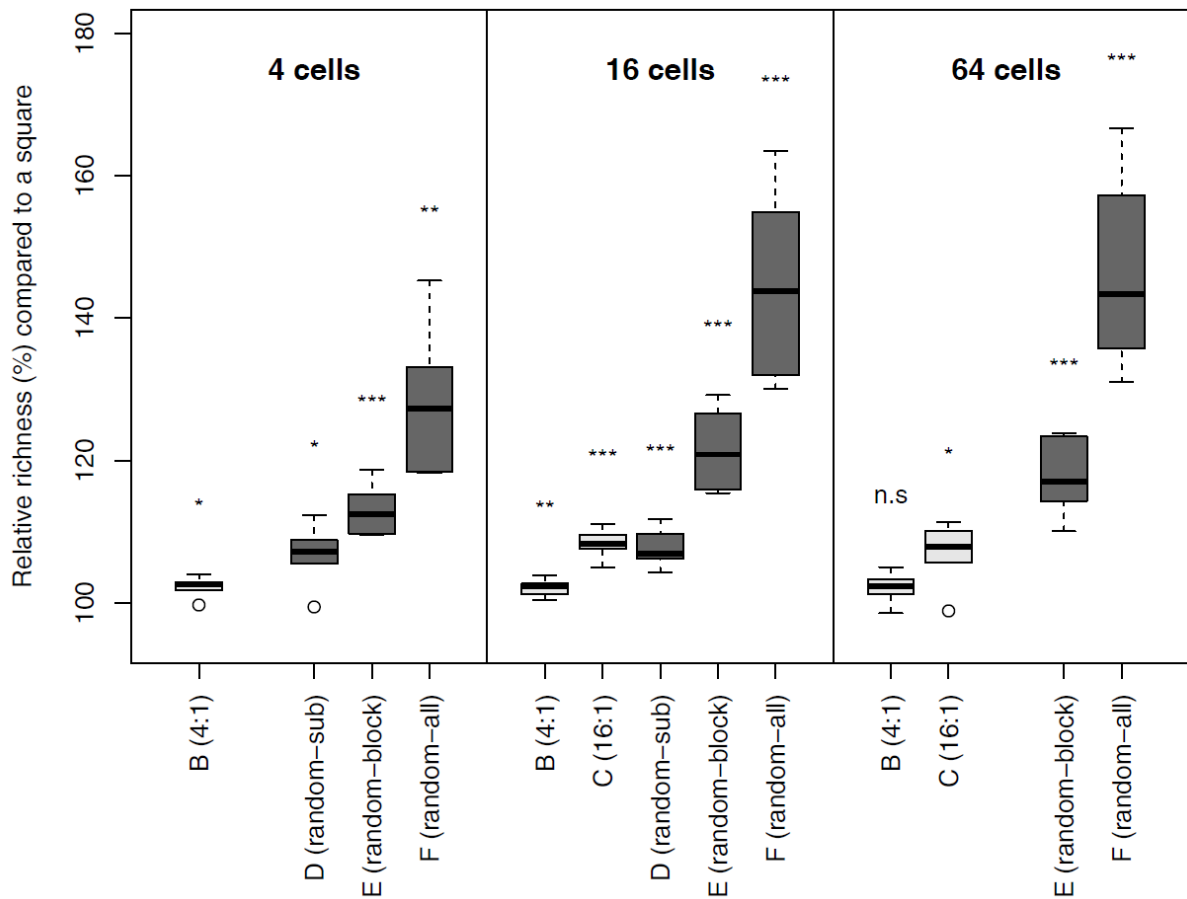 Relative richness (%) compared to a square
180
160
140
120
100
4 cells
16 cells
64 cells
*
*
***
**
**
***
***
***
***
n.s
*
***
***
B (4:1)
D (random−sub)
E (random−block)
F (random−all)
B (4:1)
C (16:1)
D (random−sub)
E (random−block)
F (random−all)
B (4:1)
C (16:1)
E (random−block)
F (random−all)